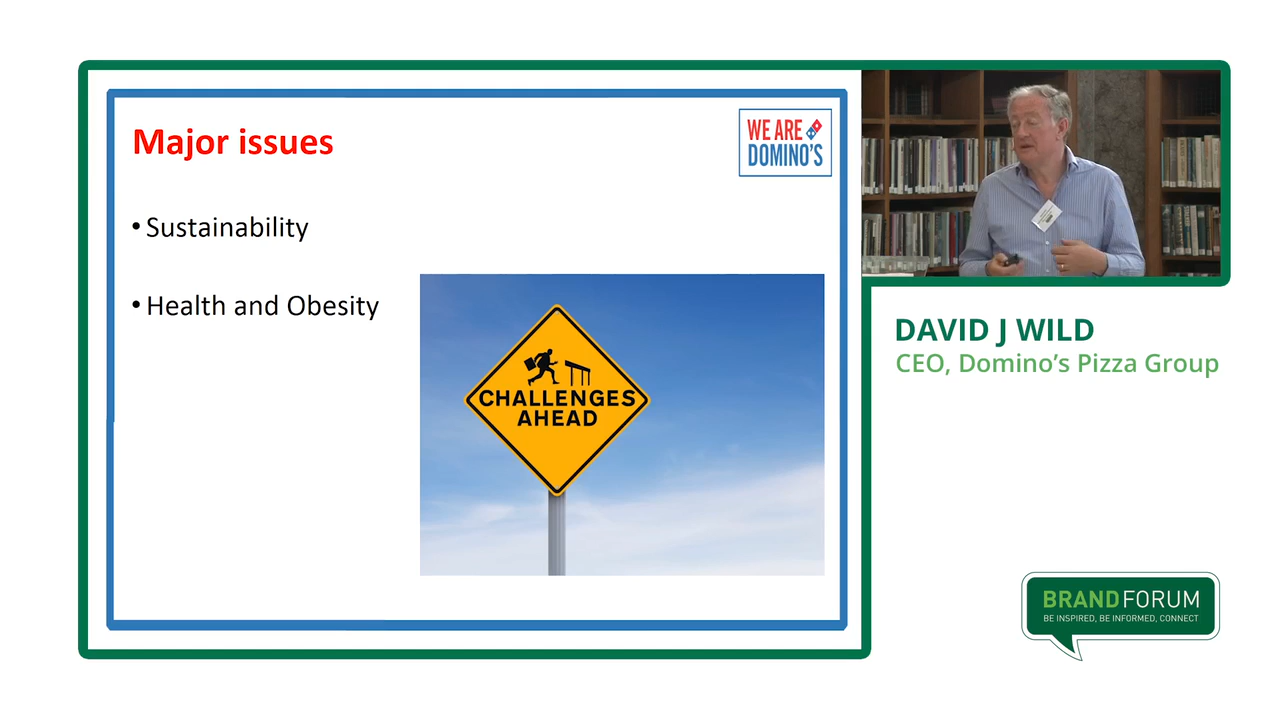 Major issues
WE ARE
DOMINO'S
• Sustainability
• Health and Obesity
CHALLENGES
AHEAD
DAVID J WILD
CEO, Domino's Pizza Group
BRANDFORUM
BE INSPIRED, BE INFORMED, CONNECT